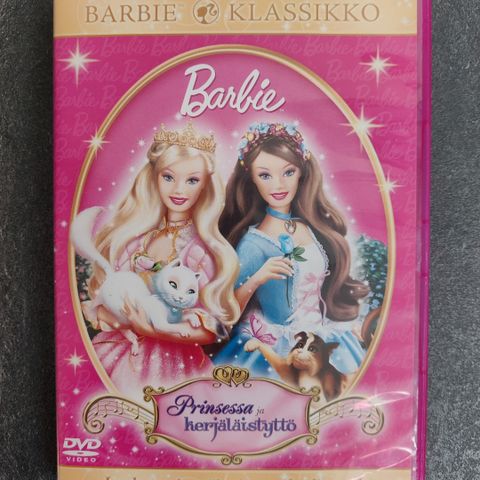 BARBIE KLASSIKKO
Barbie
Prinsessa ja
kerjäläistyttö
DVD
VIDEO